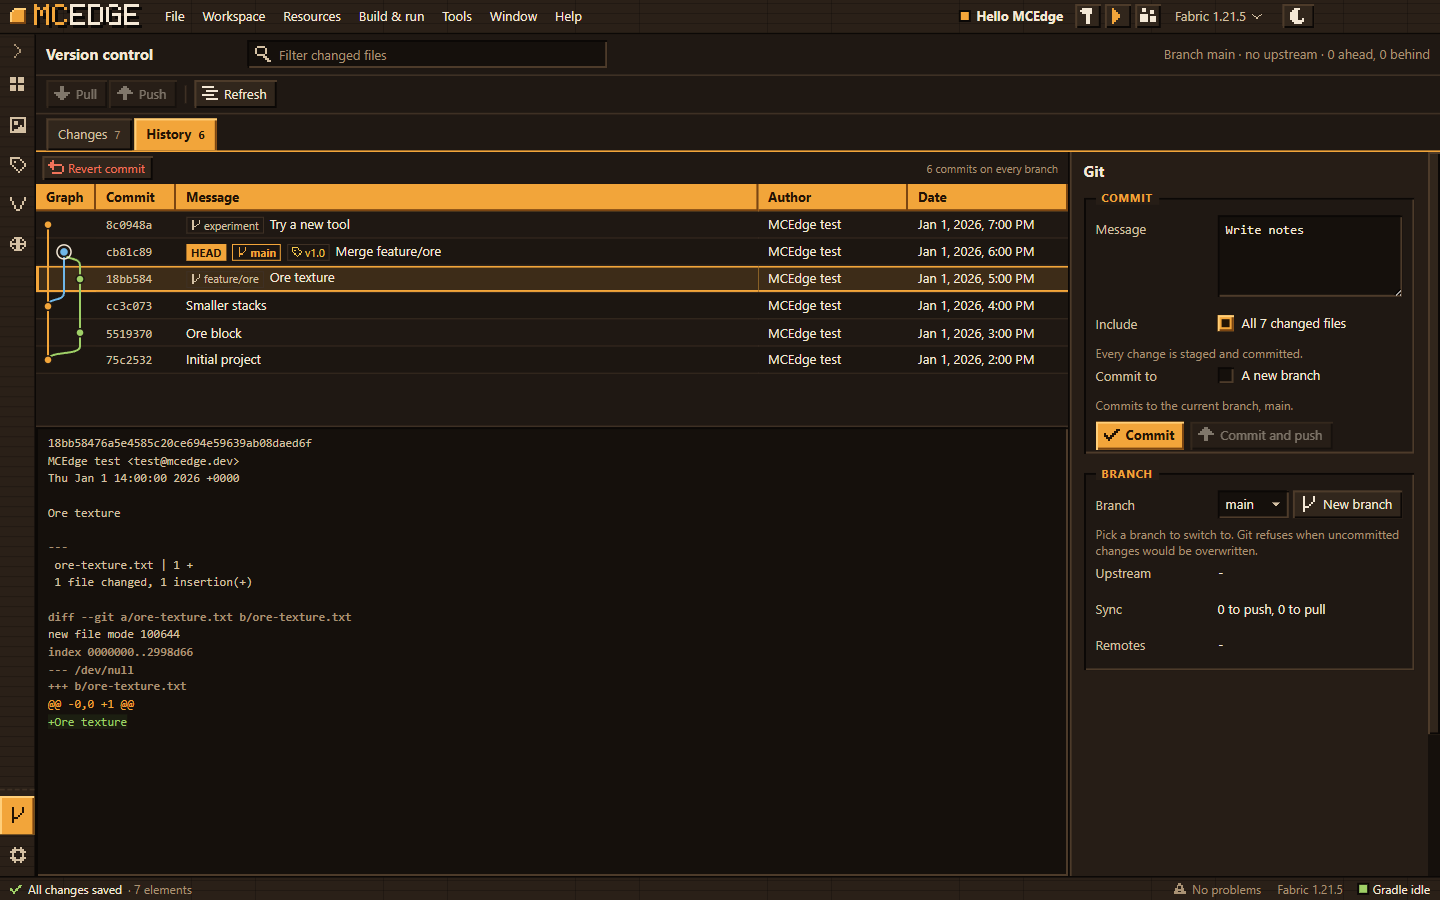 MCEDGE File Workspace Resources Build & run Tools Window Help Hello MCEdge Fabric 1.21.5
Version control Filter changed files Branch main · no upstream · 0 ahead, 0 behind
Pull Push Refresh
Changes 7 History 6
Revert commit 6 commits on every branch
Graph Commit Message Author Date
8c0948a experiment Try a new tool MCEdge test Jan 1, 2026, 7:00 PM
cb81c89 HEAD main v1.0 Merge feature/ore MCEdge test Jan 1, 2026, 6:00 PM
18bb584 feature/ore Ore texture MCEdge test Jan 1, 2026, 5:00 PM
cc3c073 Smaller stacks MCEdge test Jan 1, 2026, 4:00 PM
5519370 Ore block MCEdge test Jan 1, 2026, 3:00 PM
75c2532 Initial project MCEdge test Jan 1, 2026, 2:00 PM
18bb58476a5e4585c20ce694e59639ab08daed6f
MCEdge test <test@mcedge.dev>
Thu Jan 1 14:00:00 2026 +0000
Ore texture
---
ore-texture.txt | 1 +
1 file changed, 1 insertion(+)
diff --git a/ore-texture.txt b/ore-texture.txt
new file mode 100644
index 0000000..2998d66
--- /dev/null
+++ b/ore-texture.txt
@@ -0,0 +1 @@
+Ore texture
Git
COMMIT
Message Write notes
Include All 7 changed files
Every change is staged and committed.
Commit to A new branch
Commits to the current branch, main.
Commit Commit and push
BRANCH
Branch main New branch
Pick a branch to switch to. Git refuses when uncommitted
changes would be overwritten.
Upstream -
Sync 0 to push, 0 to pull
Remotes -
All changes saved · 7 elements No problems Fabric 1.21.5 Gradle idle